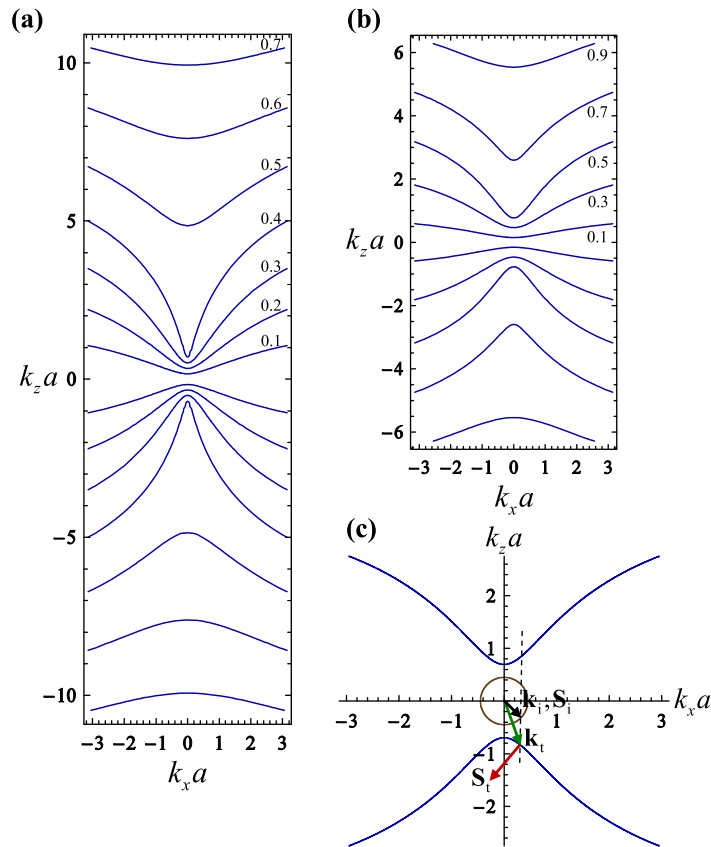 (a)
10
5
0
−5
−10
k_z a
0.7
0.6
0.5
0.4
0.3
0.2
0.1
−3 −2 −1 0 1 2 3
k_x a
(b)
6
4
2
0
−2
−4
−6
k_z a
0.9
0.7
0.5
0.3
0.1
−3 −2 −1 0 1 2 3
k_x a
(c)
k_z a
2
1
k_i, S_i
k_x a
−3 −2 −1 1 2 3
k_t
−1
S_t
−2